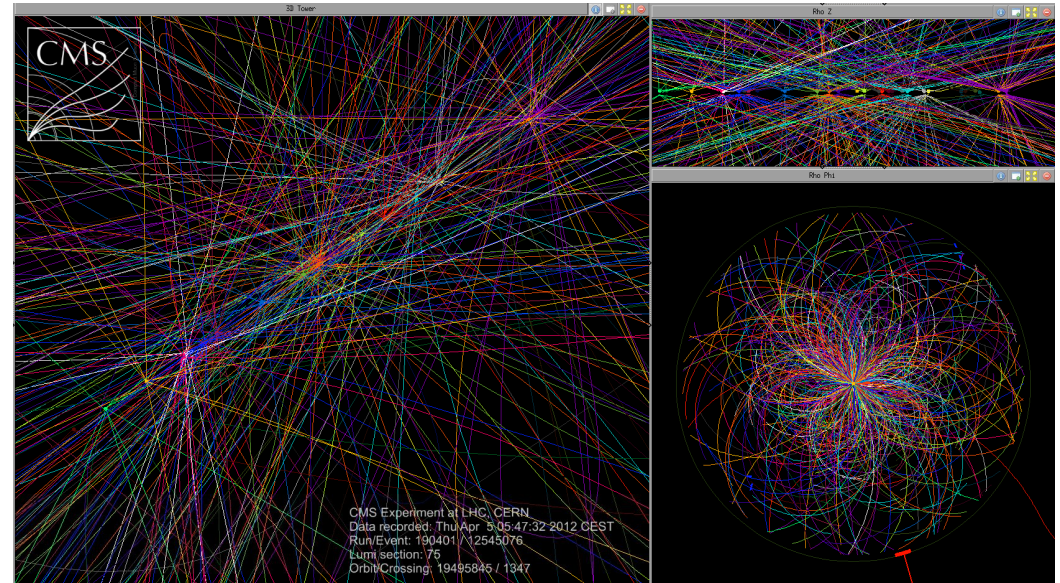 3D Tower
CMS
CMS Experiment at LHC, CERN
Data recorded: Thu Apr  5 05:47:32 2012 CEST
Run/Event: 190401 / 12545076
Lumi section: 75
Orbit/Crossing: 19495845 / 1347
Rho Z
Rho Phi